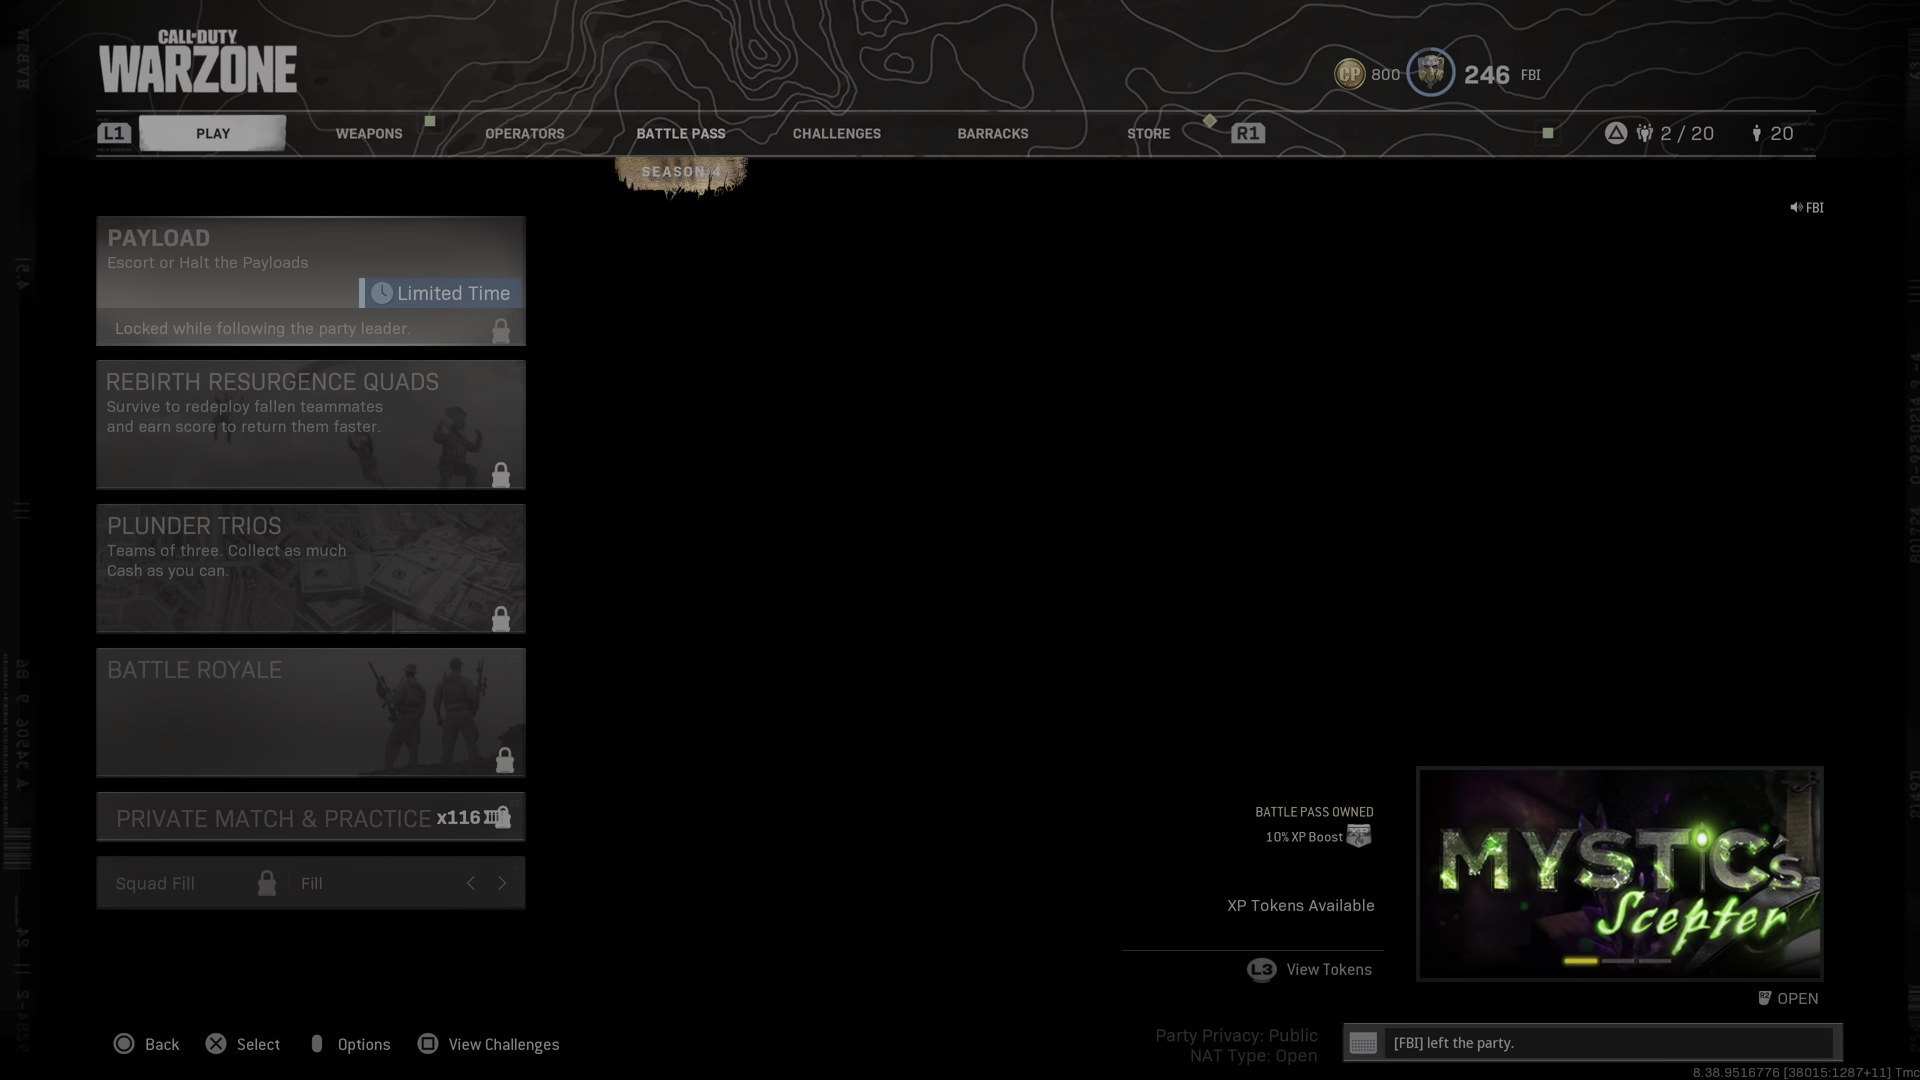 CALL OF DUTY
WARZONE
CP 800 246 FBI
L1 PLAY WEAPONS OPERATORS BATTLE PASS CHALLENGES BARRACKS STORE R1 2 / 20 20
SEASON 4
FBI
PAYLOAD
Escort or Halt the Payloads
Limited Time
Locked while following the party leader.
REBIRTH RESURGENCE QUADS
Survive to redeploy fallen teammates
and earn score to return them faster.
PLUNDER TRIOS
Teams of three. Collect as much
Cash as you can.
BATTLE ROYALE
PRIVATE MATCH & PRACTICE x116
Squad Fill Fill
BATTLE PASS OWNED
10% XP Boost XP
XP Tokens Available
L3 View Tokens
MYSTIC's
Scepter
R2 OPEN
Back Select Options View Challenges
Party Privacy: Public
NAT Type: Open
[FBI] left the party.
8.38.9516776 [38015:1287+11] Tmc